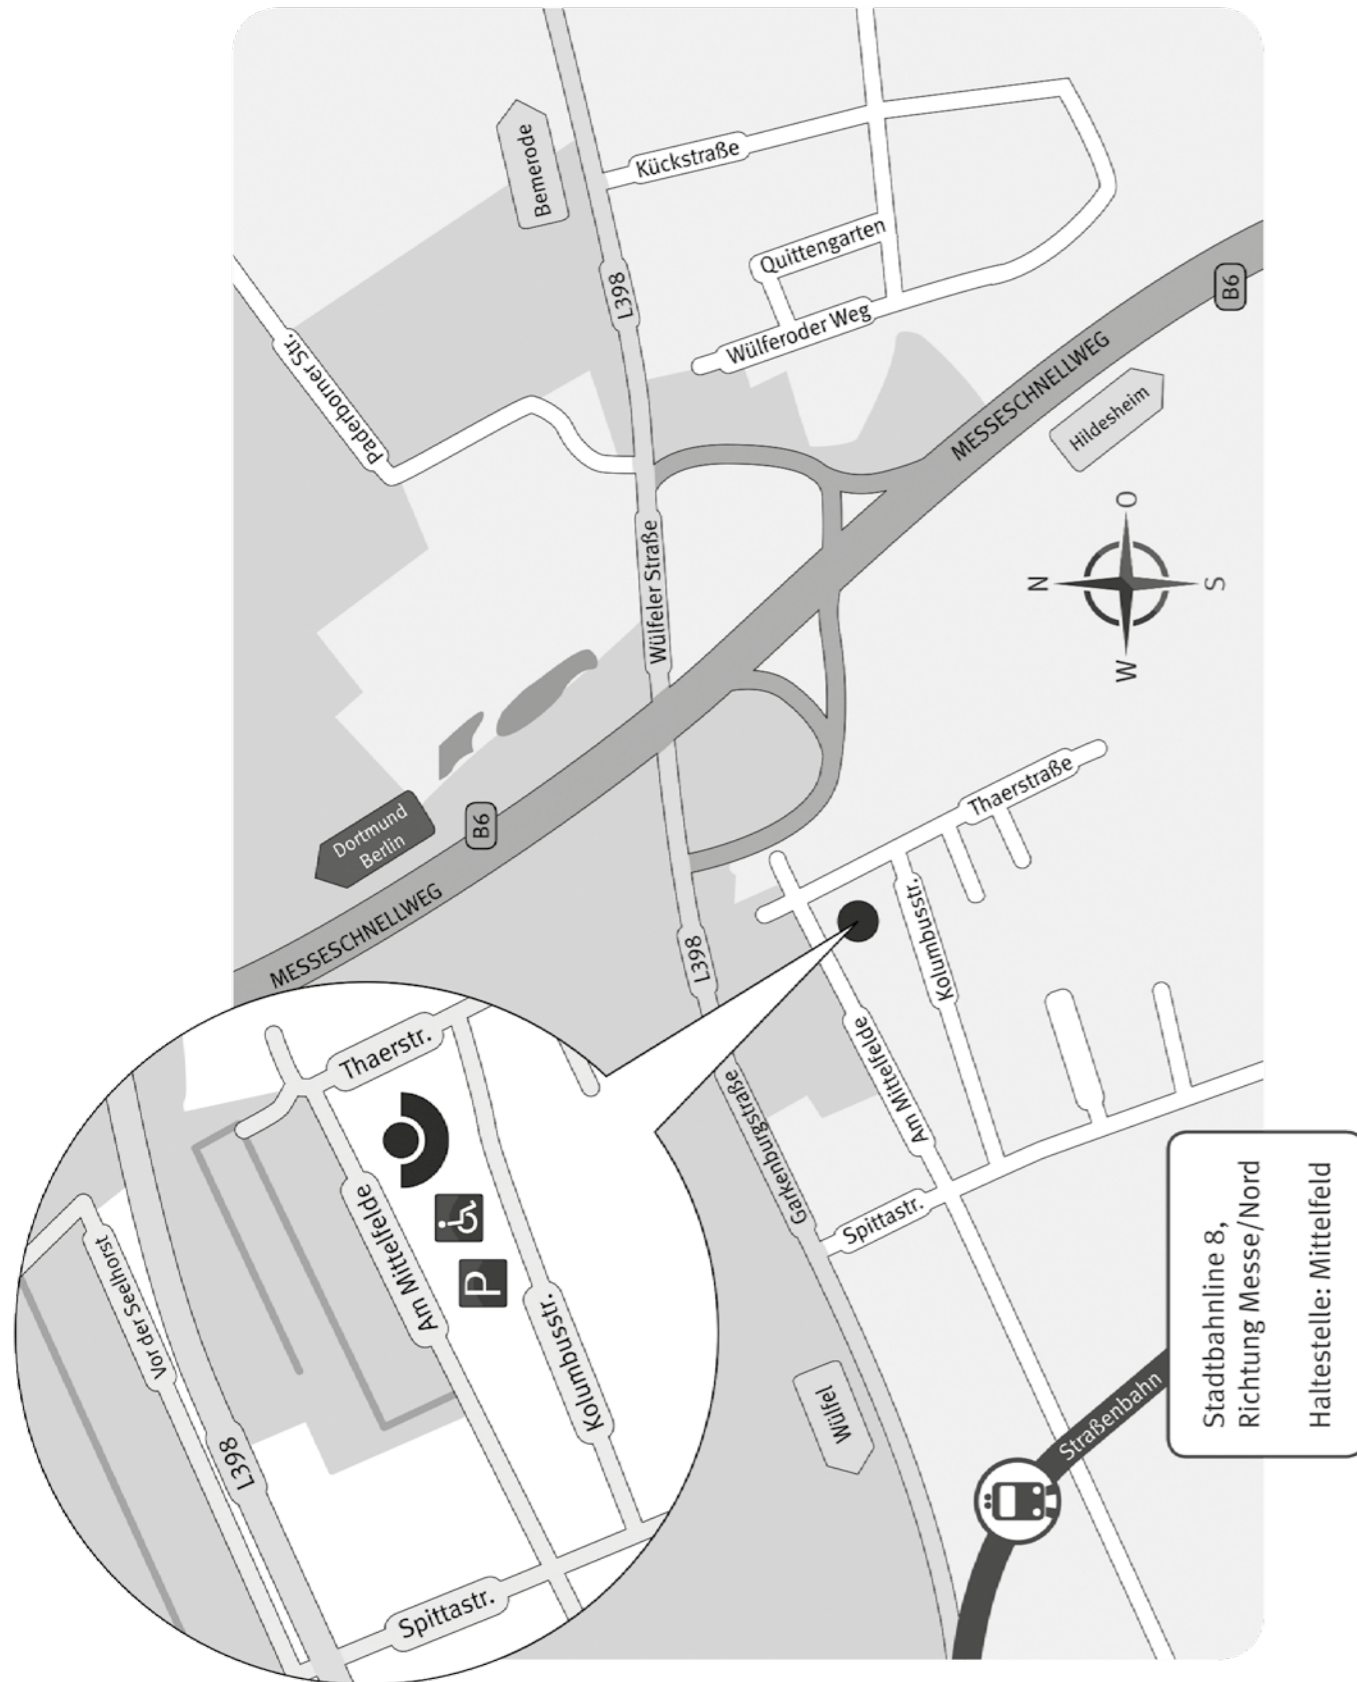 Vor der Seelhorst
L398
Spittastr.
Am Mittelfelde
Kolumbusstr.
Thaerstr.
P
MESSESCHNELLWEG
Dortmund
Berlin
B6
Paderborner Str.
Bemerode
L398
Wülfeler Straße
Kückstraße
Quittengarten
Wülferoder Weg
MESSESCHNELLWEG
B6
Hildesheim
N
O
S
W
L398
Garkenburgstraße
Am Mittelfelde
Kolumbusstr.
Thaerstraße
Spittastr.
Wülfel
Straßenbahn
Stadtbahnline 8,
Richtung Messe/Nord
Haltestelle: Mittelfeld